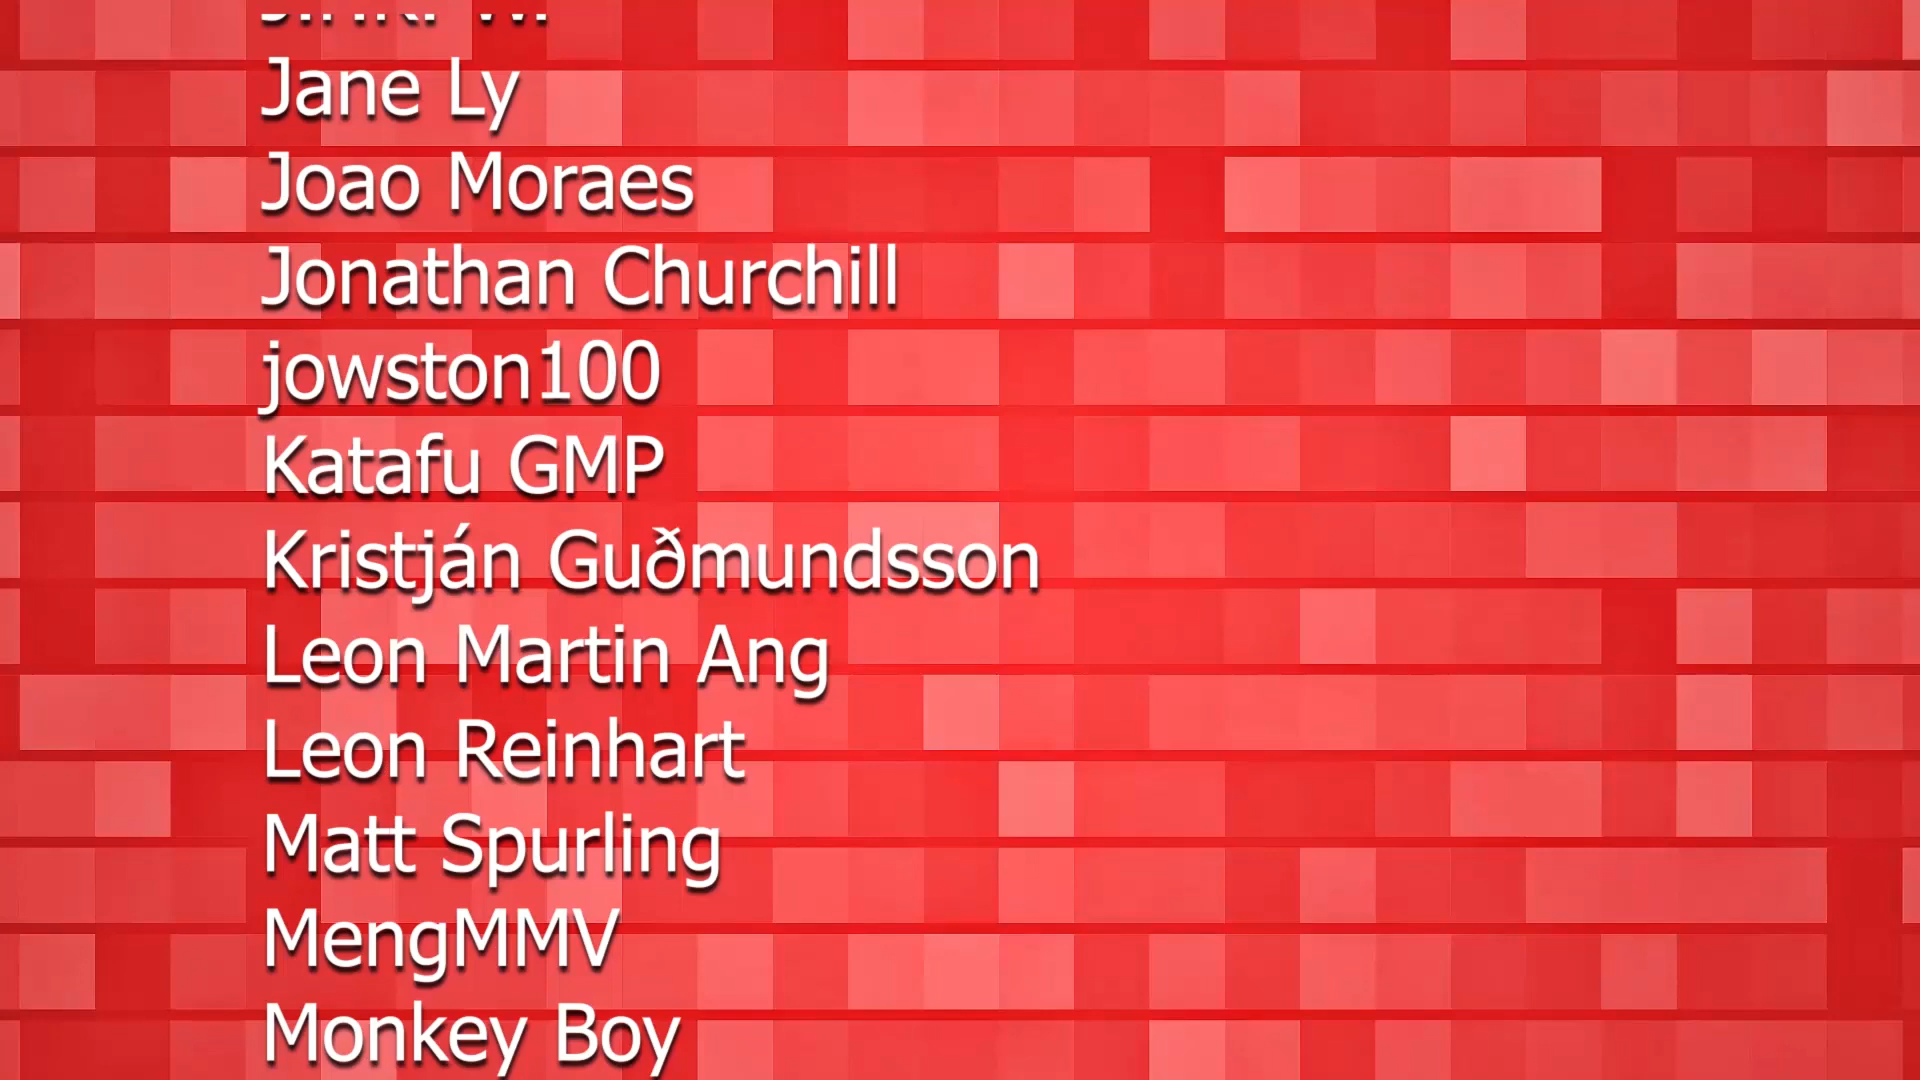 Jane Ly
Joao Moraes
Jonathan Churchill
jowston100
Katafu GMP
Kristján Guðmundsson
Leon Martin Ang
Leon Reinhart
Matt Spurling
MengMMV
Monkey Boy